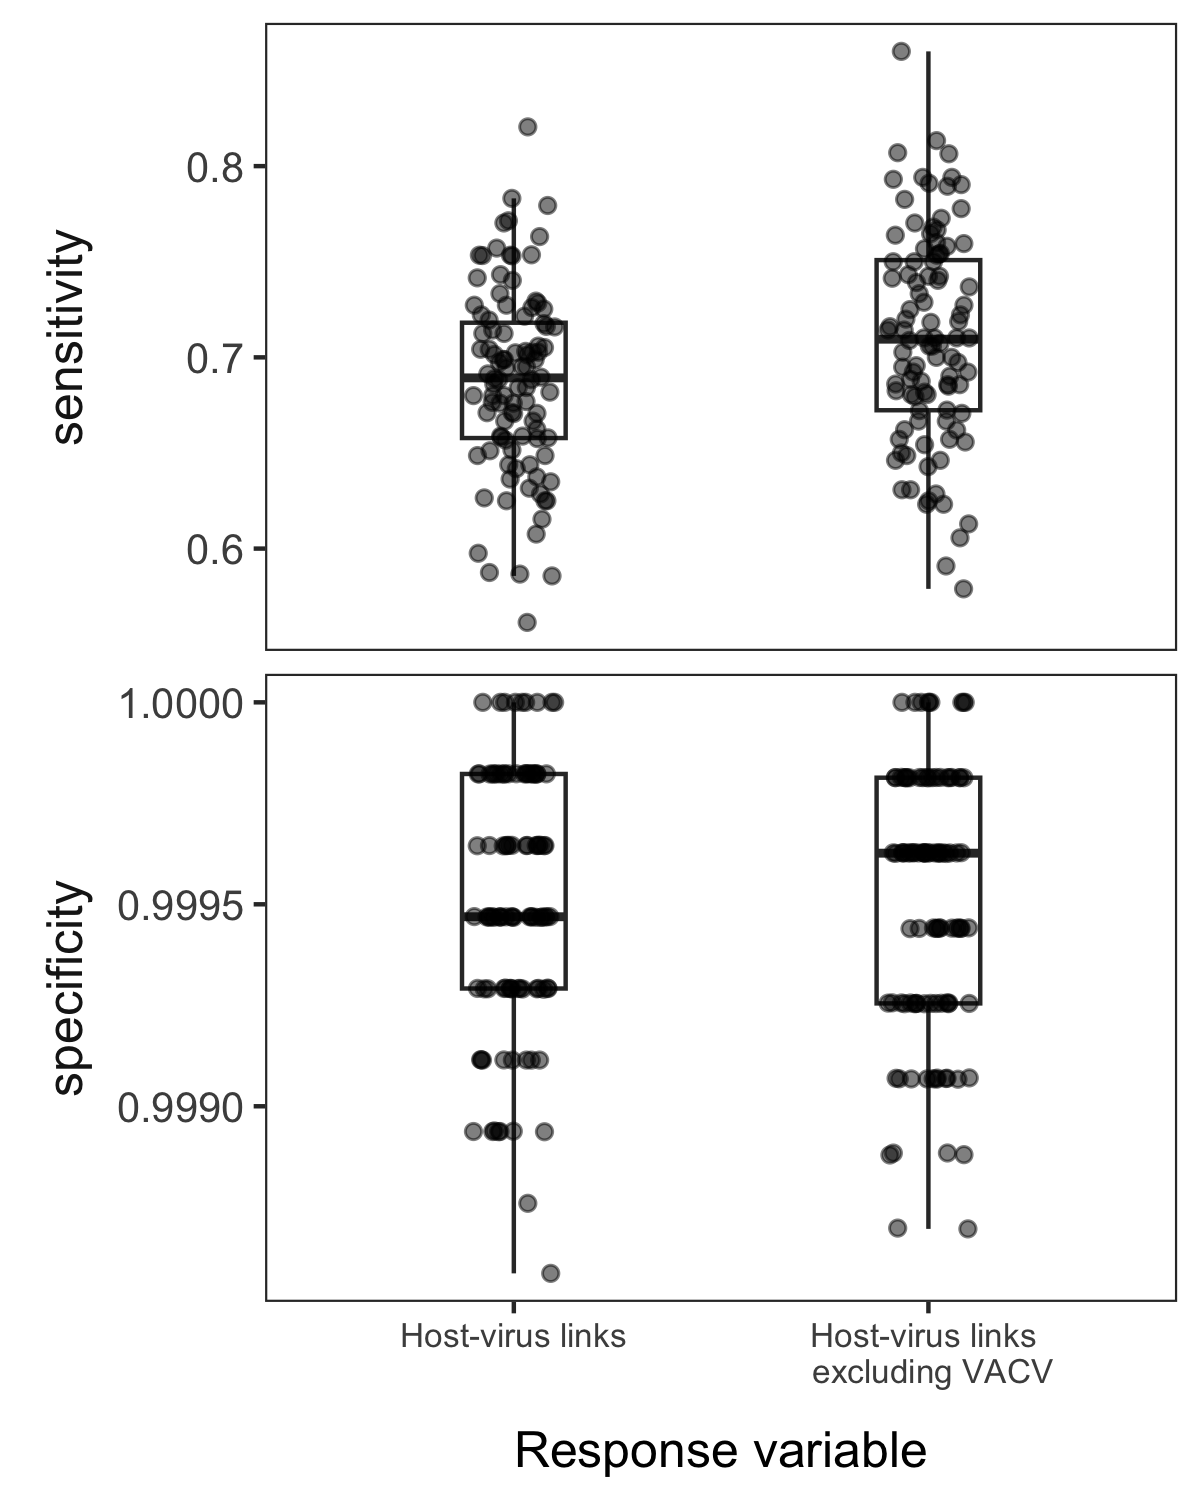 sensitivity
0.8
0.7
0.6
specificity
1.0000
0.9995
0.9990
Host-virus links
Host-virus links
excluding VACV
Response variable